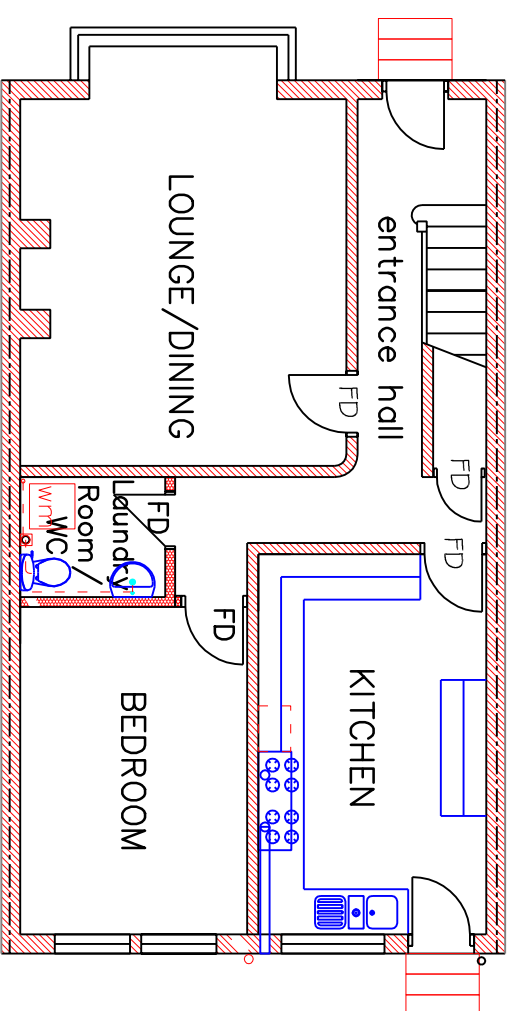 LOUNGE/DINING
entrance hall
FD
FD
FD
FD
Laundry
Room
/WC
wm
FD
BEDROOM
KITCHEN